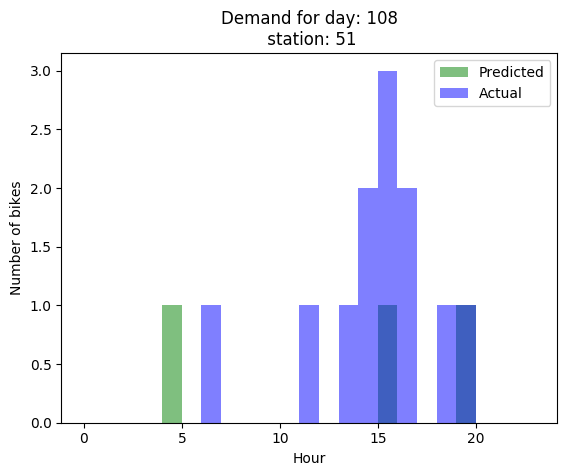 Demand for day: 108
station: 51
Predicted
Actual
Number of bikes
3.0
2.5
2.0
1.5
1.0
0.5
0.0
0
5
10
15
20
Hour